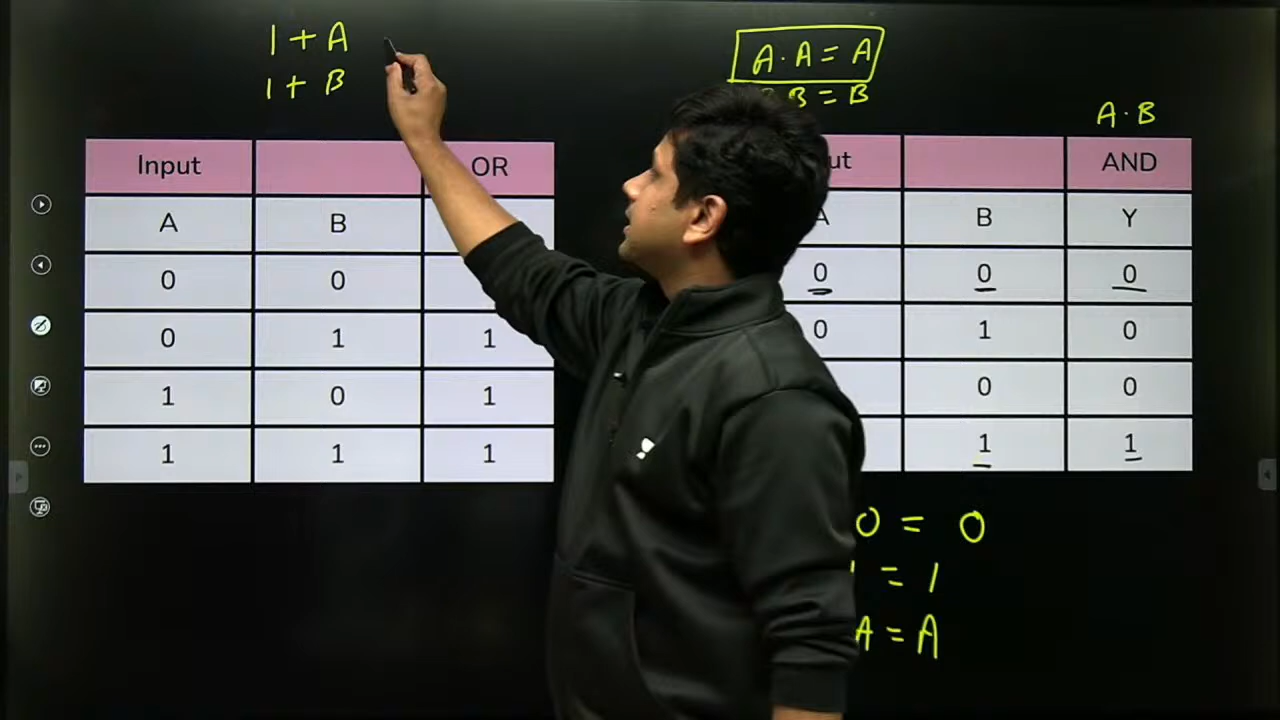 1 + A
1 + B
A · A = A
B = B
A · B
Input OR
A B
0 0
0 1 1
1 0 1
1 1 1
AND
B Y
0 0 0
0 1 0
0 0
1 1
0 = 0
1 = 1
A = A